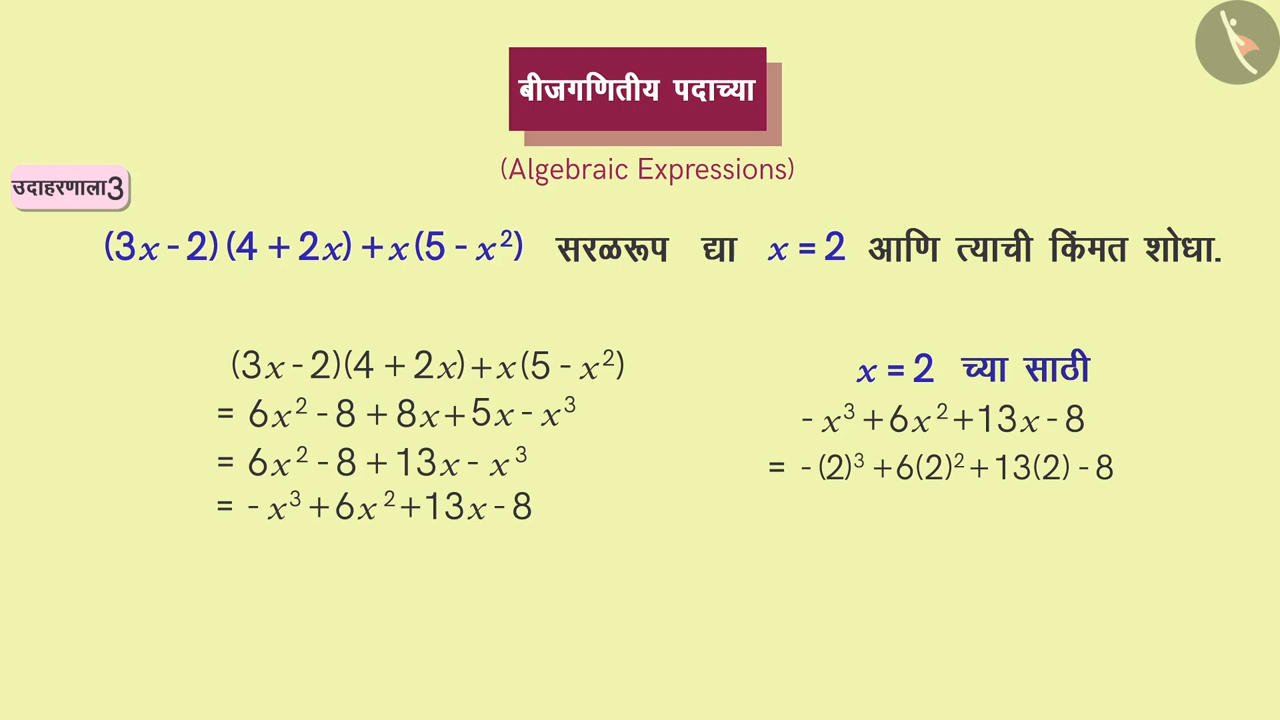 बीजगणितीय पदाच्या
(Algebraic Expressions)
उदाहरणाला3
(3x - 2) (4 + 2x) + x (5 - x²) सरळरूप द्या x = 2 आणि त्याची किंमत शोधा.
(3x - 2)(4 + 2x) + x (5 - x²)
= 6x² - 8 + 8x + 5x - x³
= 6x² - 8 + 13x - x³
= - x³ + 6x² + 13x - 8
x = 2 च्या साठी
- x³ + 6x² + 13x - 8
= - (2)³ + 6(2)² + 13(2) - 8